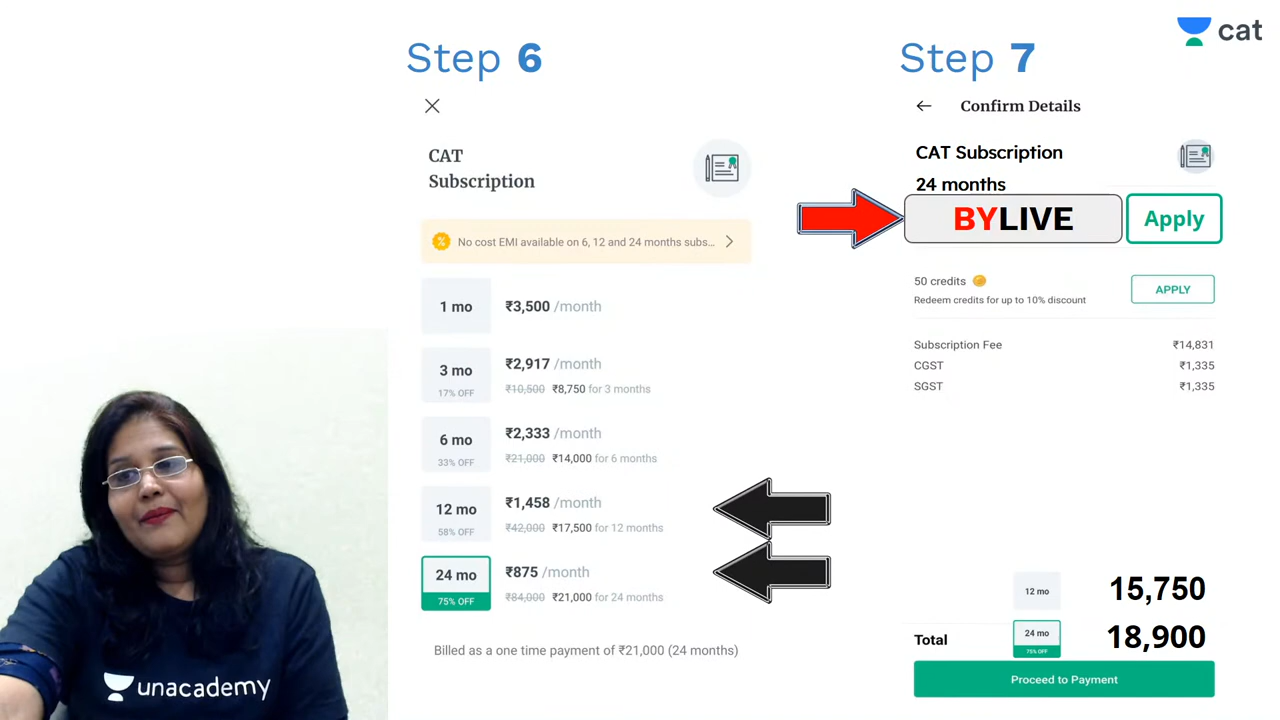 cat
Step 6
CAT
Subscription
No cost EMI available on 6, 12 and 24 months subs...
1 mo
₹3,500 /month
3 mo
17% OFF
₹2,917 /month
₹10,500 ₹8,750 for 3 months
6 mo
33% OFF
₹2,333 /month
₹21,000 ₹14,000 for 6 months
12 mo
58% OFF
₹1,458 /month
₹42,000 ₹17,500 for 12 months
24 mo
75% OFF
₹875 /month
₹84,000 ₹21,000 for 24 months
Billed as a one time payment of ₹21,000 (24 months)
Step 7
Confirm Details
CAT Subscription
24 months
BYLIVE
Apply
50 credits
Redeem credits for up to 10% discount
APPLY
Subscription Fee ₹14,831
CGST ₹1,335
SGST ₹1,335
12 mo 15,750
Total 24 mo 18,900
75% OFF
Proceed to Payment
unacademy